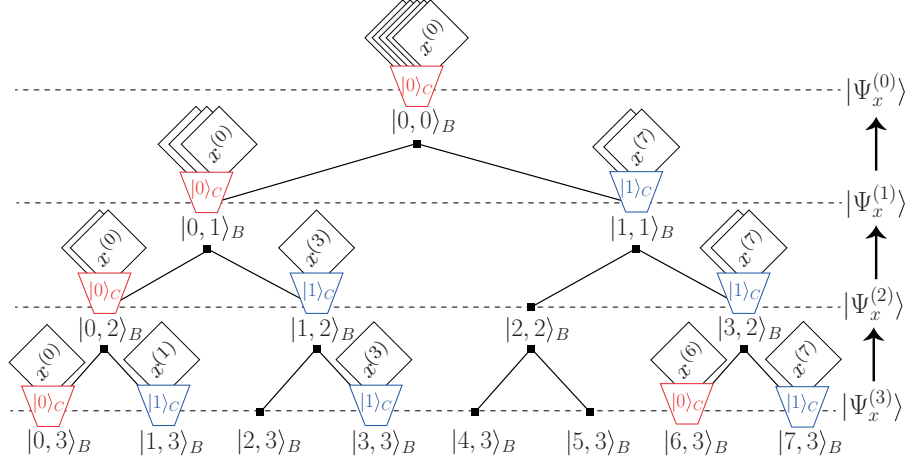 x⁽⁰⁾
|0⟩_C |Ψₓ⁽⁰⁾⟩
|0, 0⟩_B
x⁽⁰⁾ x⁽⁷⁾
|0⟩_C |1⟩_C |Ψₓ⁽¹⁾⟩
|0, 1⟩_B |1, 1⟩_B
x⁽⁰⁾ x⁽³⁾ x⁽⁷⁾
|0⟩_C |1⟩_C |1⟩_C |Ψₓ⁽²⁾⟩
|0, 2⟩_B |1, 2⟩_B |2, 2⟩_B |3, 2⟩_B
x⁽⁰⁾ x⁽¹⁾ x⁽³⁾ x⁽⁶⁾ x⁽⁷⁾
|0⟩_C |1⟩_C |1⟩_C |0⟩_C |1⟩_C |Ψₓ⁽³⁾⟩
|0, 3⟩_B |1, 3⟩_B |2, 3⟩_B |3, 3⟩_B |4, 3⟩_B |5, 3⟩_B |6, 3⟩_B |7, 3⟩_B